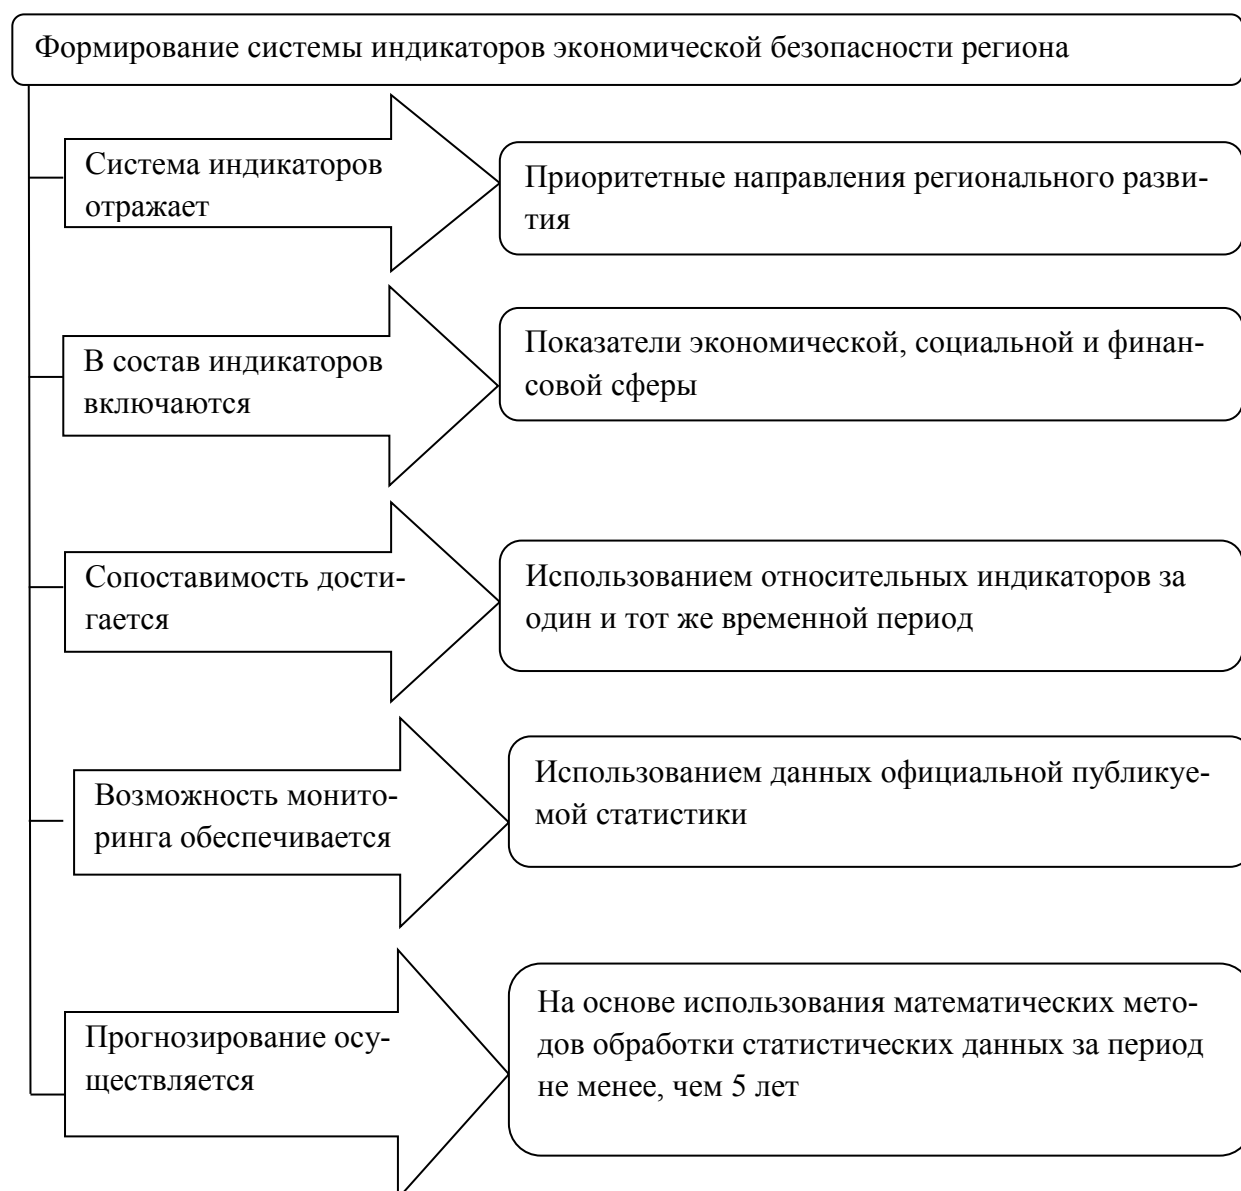 Формирование системы индикаторов экономической безопасности региона
Система индикаторов
отражает
Приоритетные направления регионального разви-
тия
В состав индикаторов
включаются
Показатели экономической, социальной и финан-
совой сферы
Сопоставимость дости-
гается
Использованием относительных индикаторов за
один и тот же временной период
Возможность монито-
ринга обеспечивается
Использованием данных официальной публикуе-
мой статистики
Прогнозирование осу-
ществляется
На основе использования математических мето-
дов обработки статистических данных за период
не менее, чем 5 лет